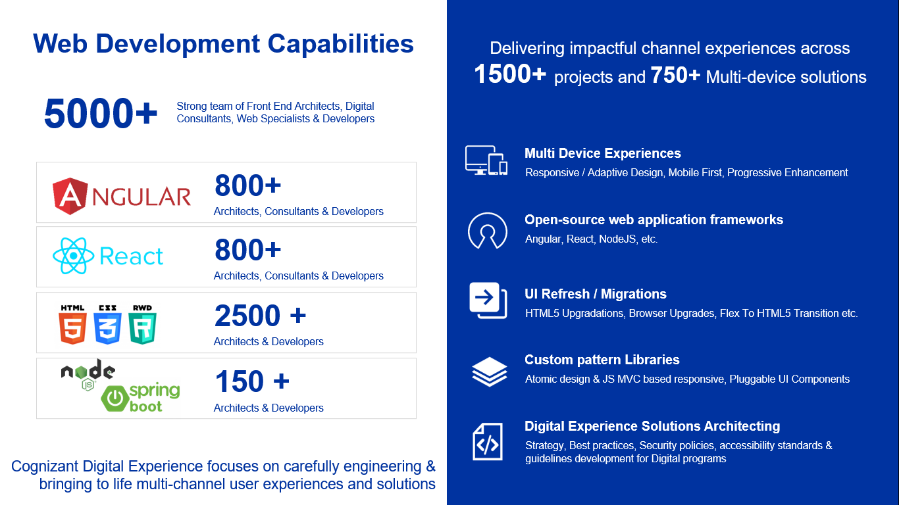 Web Development Capabilities
5000+
Strong team of Front End Architects, Digital
Consultants, Web Specialists & Developers
A NGULAR
800+
Architects, Consultants & Developers
React
800+
Architects, Consultants & Developers
HTML CSS RWD
5 3 R
2500 +
Architects & Developers
node
JS
spring
boot
150 +
Architects & Developers
Cognizant Digital Experience focuses on carefully engineering &
bringing to life multi-channel user experiences and solutions
Delivering impactful channel experiences across
1500+ projects and 750+ Multi-device solutions
Multi Device Experiences
Responsive / Adaptive Design, Mobile First, Progressive Enhancement
Open-source web application frameworks
Angular, React, NodeJS, etc.
UI Refresh / Migrations
HTML5 Upgradations, Browser Upgrades, Flex To HTML5 Transition etc.
Custom pattern Libraries
Atomic design & JS MVC based responsive, Pluggable UI Components
Digital Experience Solutions Architecting
Strategy, Best practices, Security policies, accessibility standards &
guidelines development for Digital programs